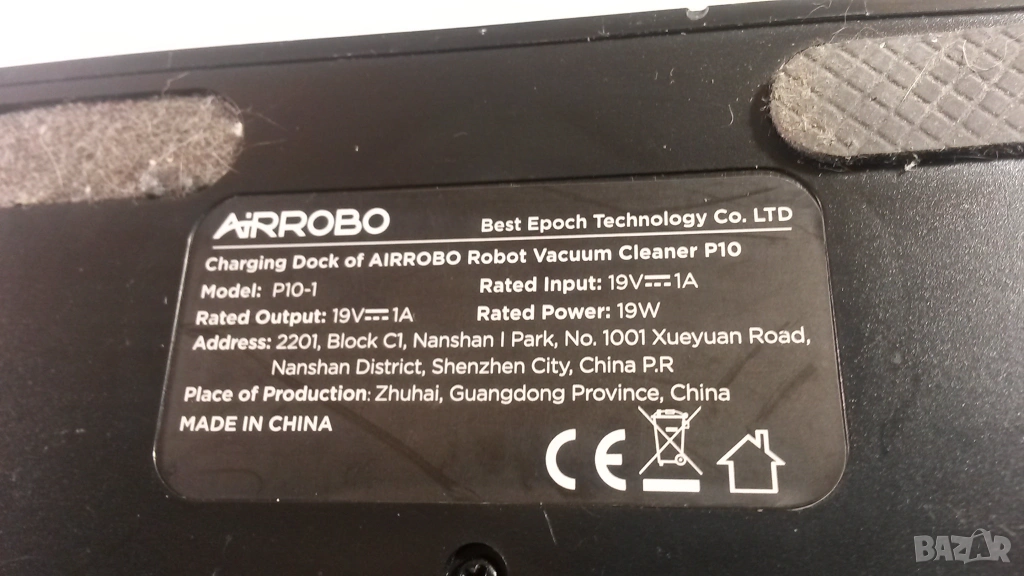 AIRROBO
Best Epoch Technology Co. LTD
Charging Dock of AIRROBO Robot Vacuum Cleaner P10
Model: P10-1
Rated Input: 19V⎓1A
Rated Output: 19V⎓1A
Rated Power: 19W
Address: 2201, Block C1, Nanshan I Park, No. 1001 Xueyuan Road,
Nanshan District, Shenzhen City, China P.R
Place of Production: Zhuhai, Guangdong Province, China
MADE IN CHINA
CE
BAZAR